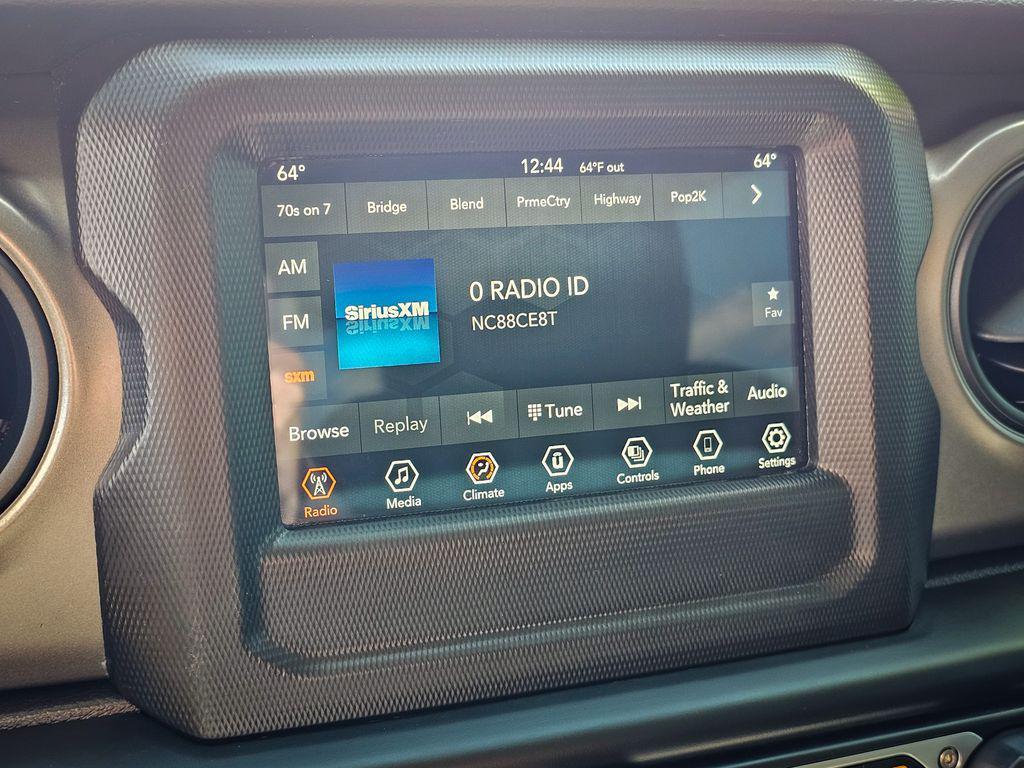 64° 12:44 64°F out 64°
70s on 7 Bridge Blend PrmeCtry Highway Pop2K
AM
FM
sxm
SiriusXM
0 RADIO ID
NC88CE8T
Fav
Browse Replay Tune Traffic & Weather Audio
Radio Media Climate Apps Controls Phone Settings